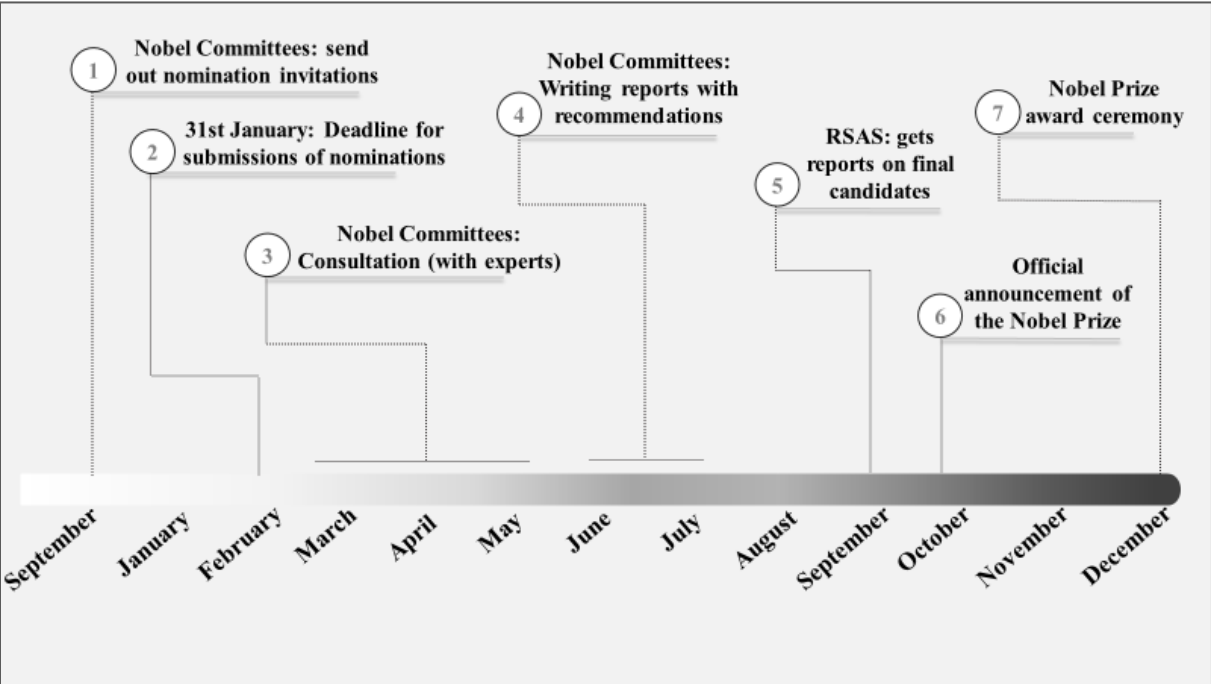 1
Nobel Committees: send
out nomination invitations
2
31st January: Deadline for
submissions of nominations
3
Nobel Committees:
Consultation (with experts)
4
Nobel Committees:
Writing reports with
recommendations
5
RSAS: gets
reports on final
candidates
6
Official
announcement of
the Nobel Prize
7
Nobel Prize
award ceremony
September
January
February
March
April
May
June
July
August
September
October
November
December